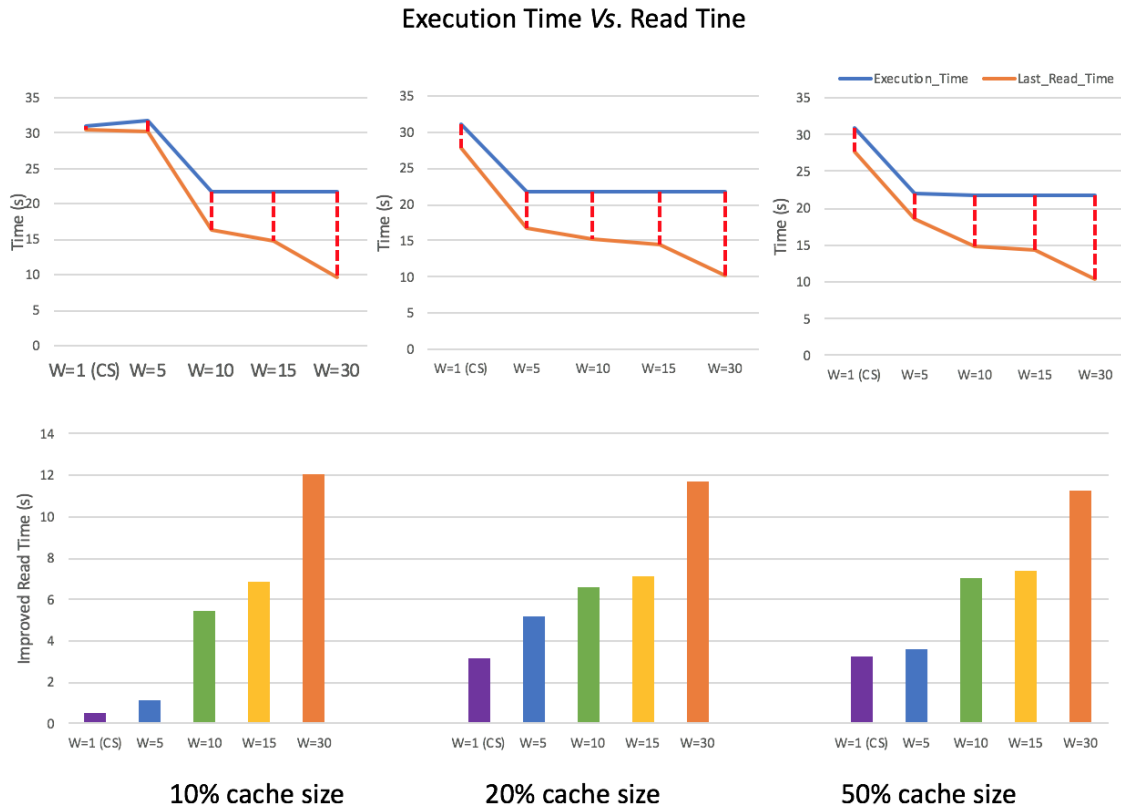 Execution Time Vs. Read Tine
Execution_Time Last_Read_Time
Time (s)
35
30
25
20
15
10
5
0
W=1 (CS) W=5 W=10 W=15 W=30
Time (s)
35
30
25
20
15
10
5
0
W=1 (CS) W=5 W=10 W=15 W=30
Time (s)
35
30
25
20
15
10
5
0
W=1 (CS) W=5 W=10 W=15 W=30
Improved Read Time (s)
14
12
10
8
6
4
2
0
W=1 (CS) W=5 W=10 W=15 W=30 W=1 (CS) W=5 W=10 W=15 W=30 W=1 (CS) W=5 W=10 W=15 W=30
10% cache size 20% cache size 50% cache size